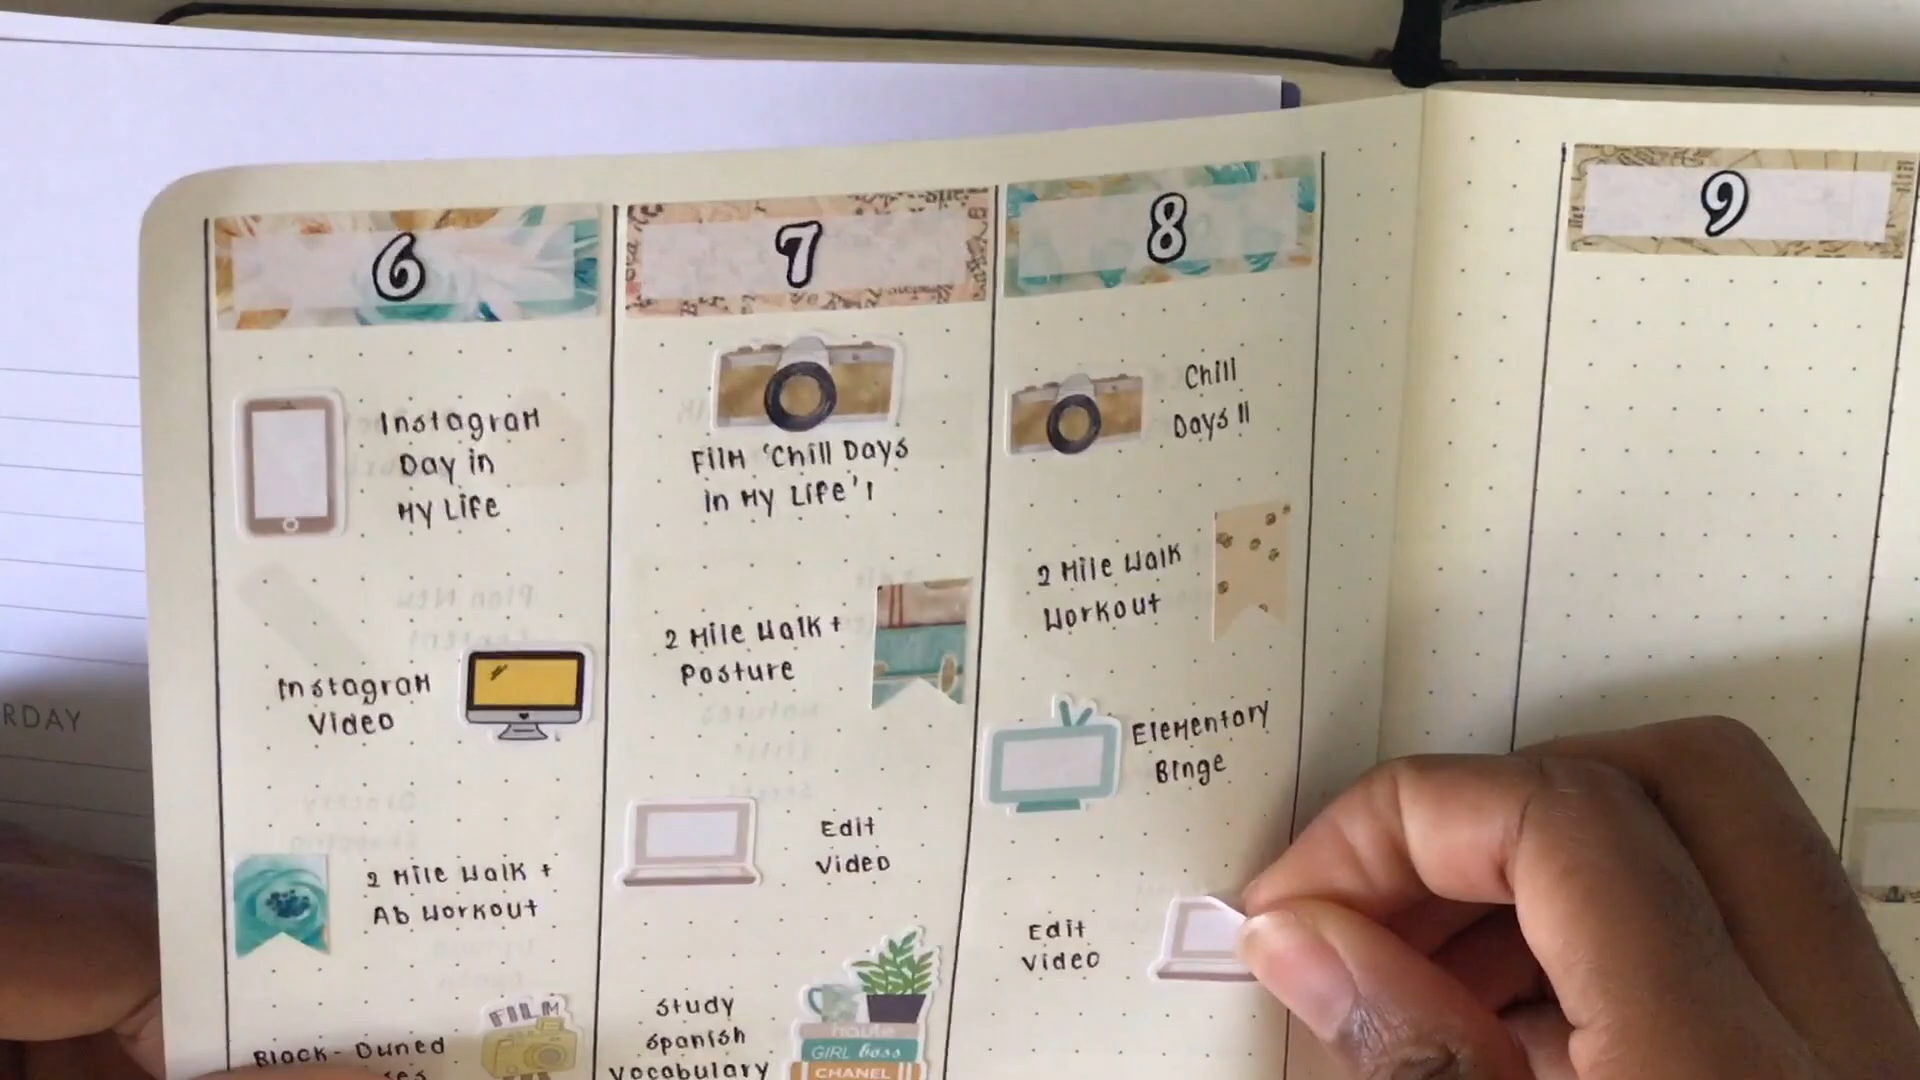 6
Instagram
Day in
My Life
Instagram
Video
2 Mile Walk +
Ab Workout
FILM
Black-Owned
7
Film 'Chill Days
in My Life' I
2 Mile Walk +
Posture
Edit
Video
Study
Spanish
Vocabulary
haute
GIRL boss
CHANEL
8
Chill
Days II
2 Mile Walk
Workout
Elementary
Binge
Edit
Video
9
RDAY